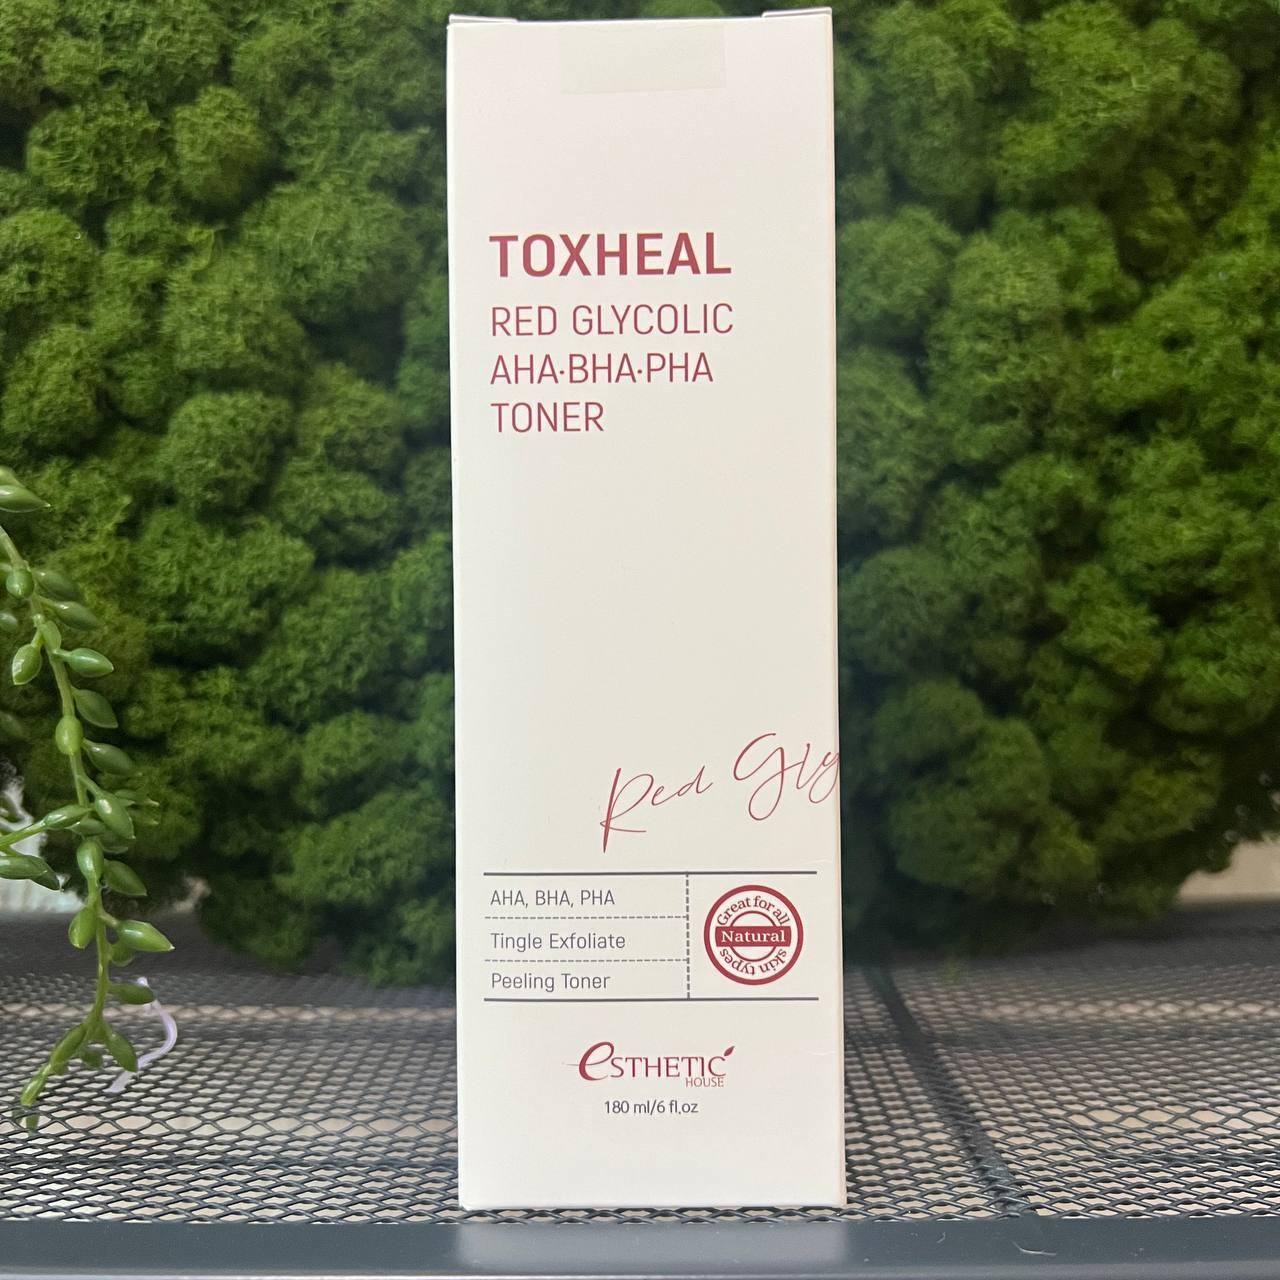 TOXHEAL
RED GLYCOLIC
AHA·BHA·PHA
TONER
Red Gly
AHA, BHA, PHA
Tingle Exfoliate
Peeling Toner
Great for all
Natural
skin types
eSTHETIC
HOUSE
180 ml/6 fl.oz